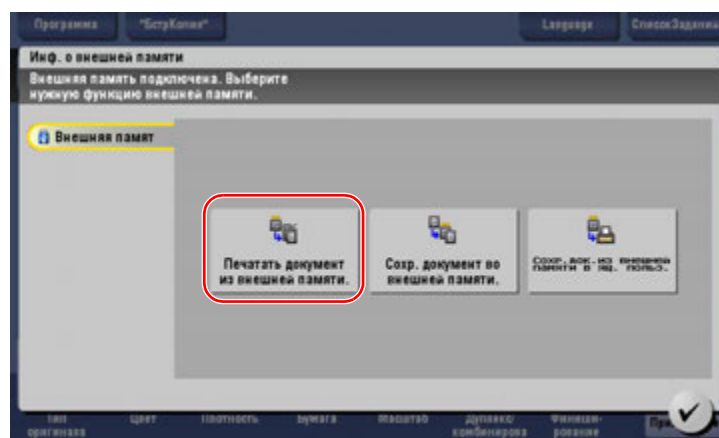 Программа "БстрКопия" Language СписокЗаданий
Инф. о внешней памяти
Внешняя память подключена. Выберите
нужную функцию внешней памяти.
Внешняя памят
Печатать документ
из внешней памяти.
Сохр. документ во
внешней памяти.
Сохр.док.из внешней
памяти в ящ. польз.
Тип
оригинала
Цвет
Плотность
Бумага
Масштаб
Дуплекс/
комбинирова
Финиши-
рование